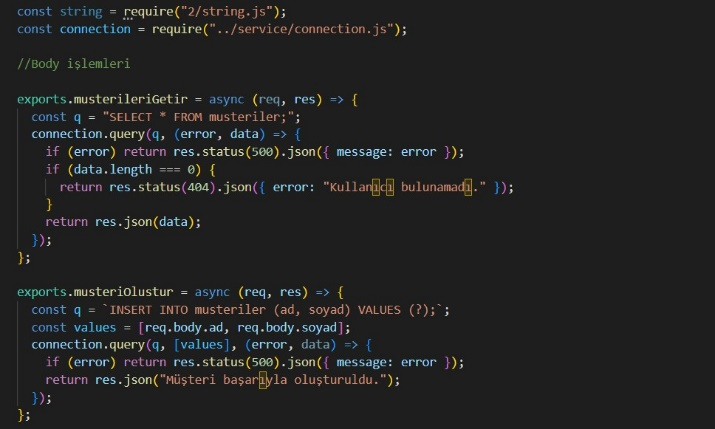 const string = require("2/string.js");
const connection = require("../service/connection.js");
//Body işlemleri
exports.musterileriGetir = async (req, res) => {
const q = "SELECT * FROM musteriler;";
connection.query(q, (error, data) => {
if (error) return res.status(500).json({ message: error });
if (data.length === 0) {
return res.status(404).json({ error: "Kullanıcı bulunamadı." });
}
return res.json(data);
});
};
exports.musteriOlustur = async (req, res) => {
const q = `INSERT INTO musteriler (ad, soyad) VALUES (?);`;
const values = [req.body.ad, req.body.soyad];
connection.query(q, [values], (error, data) => {
if (error) return res.status(500).json({ message: error });
return res.json("Müşteri başarıyla oluşturuldu.");
});
};